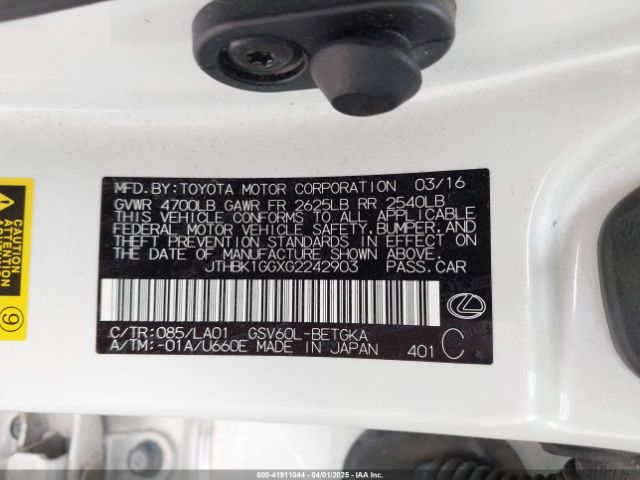 MFD.BY:TOYOTA MOTOR CORPORATION 03/16
GVWR 4700LB GAWR FR 2625LB RR 2540LB
THIS VEHICLE CONFORMS TO ALL APPLICABLE
FEDERAL MOTOR VEHICLE SAFETY,BUMPER,AND
THEFT PREVENTION STANDARDS IN EFFECT ON
THE DATE OF MANUFACTURE SHOWN ABOVE.
JTHBK1GGXG2242903 PASS.CAR
C/TR:085/LA01 GSV60L-BETGKA
A/TM:-01A/U660E MADE IN JAPAN 401 C
9
000-41911044 - 04/01/2025 - IAA Inc.